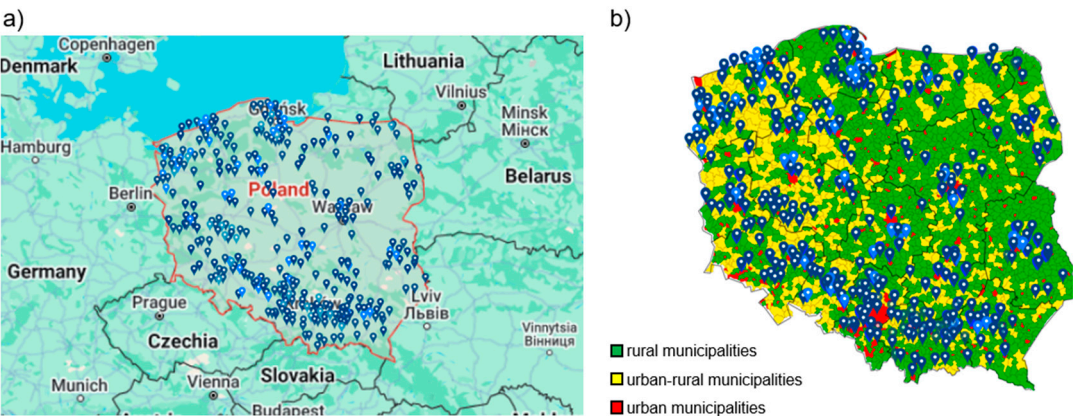 a)
b)
Copenhagen
Denmark
Lithuania
Vilnius
Minsk
Мінск
Gdańsk
Hamburg
Belarus
Berlin
Poland
Warsaw
Germany
Prague
Lviv
Львів
Czechia
Vinnytsia
Вінниця
Slovakia
Munich
Vienna
Budapest
rural municipalities
urban-rural municipalities
urban municipalities